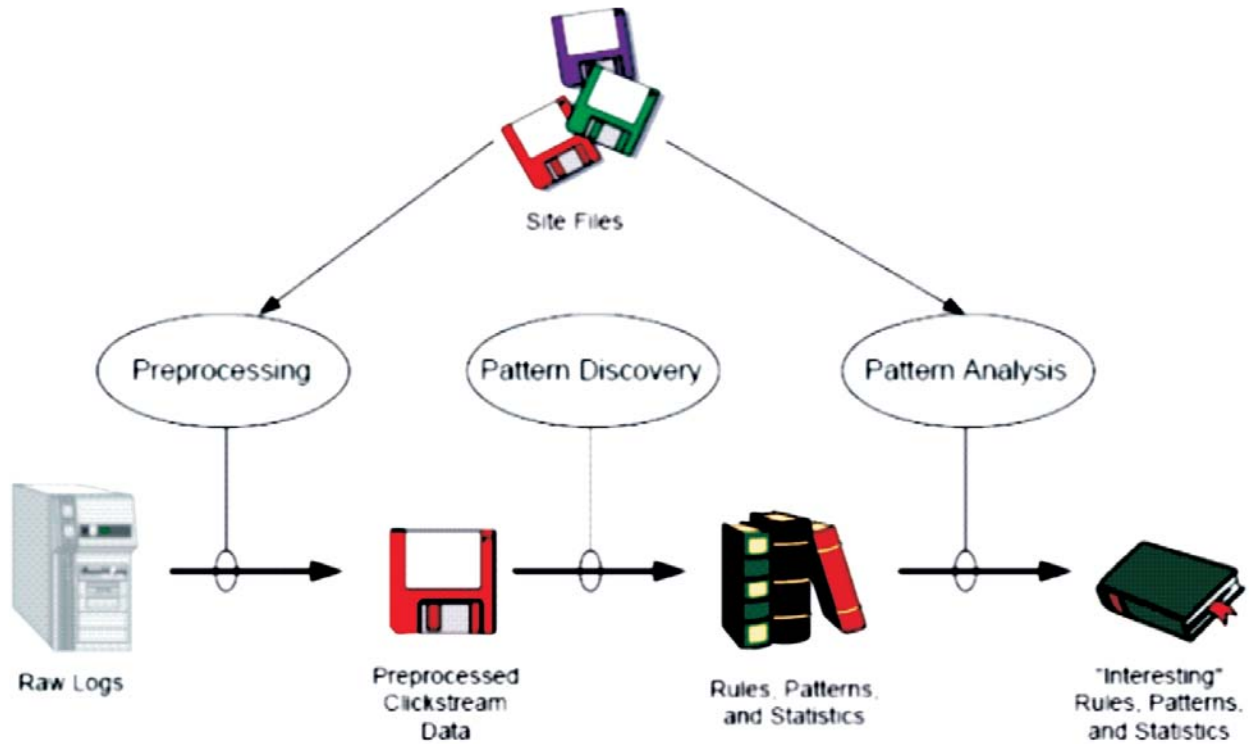 Site Files
Preprocessing
Pattern Discovery
Pattern Analysis
Raw Logs
Preprocessed
Clickstream
Data
Rules, Patterns,
and Statistics
"Interesting"
Rules, Patterns,
and Statistics